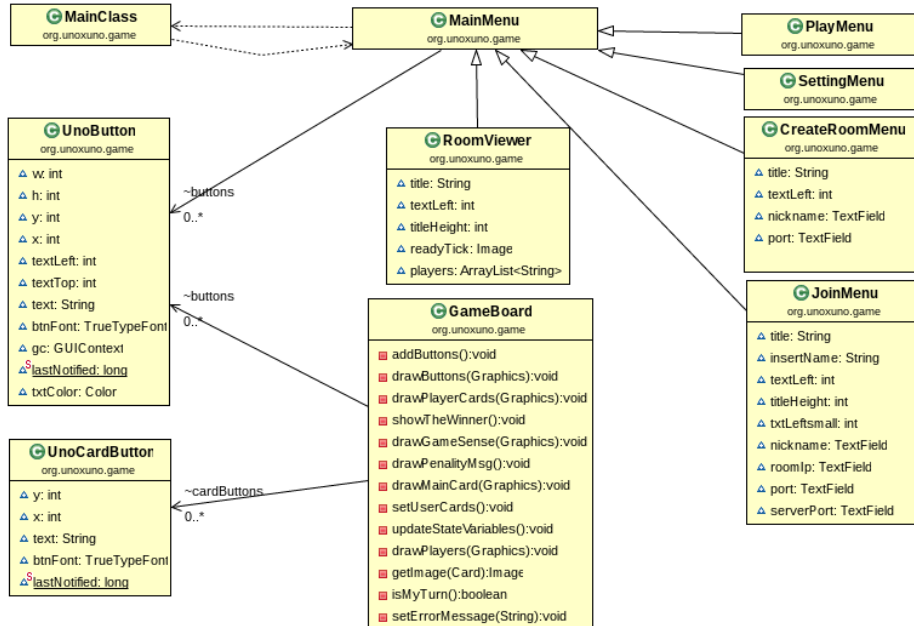 MainClass
org.unoxuno.game
MainMenu
org.unoxuno.game
PlayMenu
org.unoxuno.game
SettingMenu
org.unoxuno.game
UnoButton
org.unoxuno.game
w: int
h: int
y: int
x: int
textLeft: int
textTop: int
text: String
btnFont: TrueTypeFont
gc: GUIContext
S
lastNotified: long
txtColor: Color
~buttons
0..*
~buttons
0..*
RoomViewer
org.unoxuno.game
title: String
textLeft: int
titleHeight: int
readyTick: Image
players: ArrayList<String>
CreateRoomMenu
org.unoxuno.game
title: String
textLeft: int
nickname: TextField
port: TextField
JoinMenu
org.unoxuno.game
title: String
insertName: String
textLeft: int
titleHeight: int
txtLeftsmall: int
nickname: TextField
roomIp: TextField
port: TextField
serverPort: TextField
GameBoard
org.unoxuno.game
addButtons():void
drawButtons(Graphics):void
drawPlayerCards(Graphics):void
showTheWinner():void
drawGameSense(Graphics):void
drawPenalityMsg():void
drawMainCard(Graphics):void
setUserCards():void
updateStateVariables():void
drawPlayers(Graphics):void
getImage(Card):Image
isMyTurn():boolean
setErrorMessage(String):void
UnoCardButton
org.unoxuno.game
y: int
x: int
text: String
btnFont: TrueTypeFont
S
lastNotified: long
~cardButtons
0..*